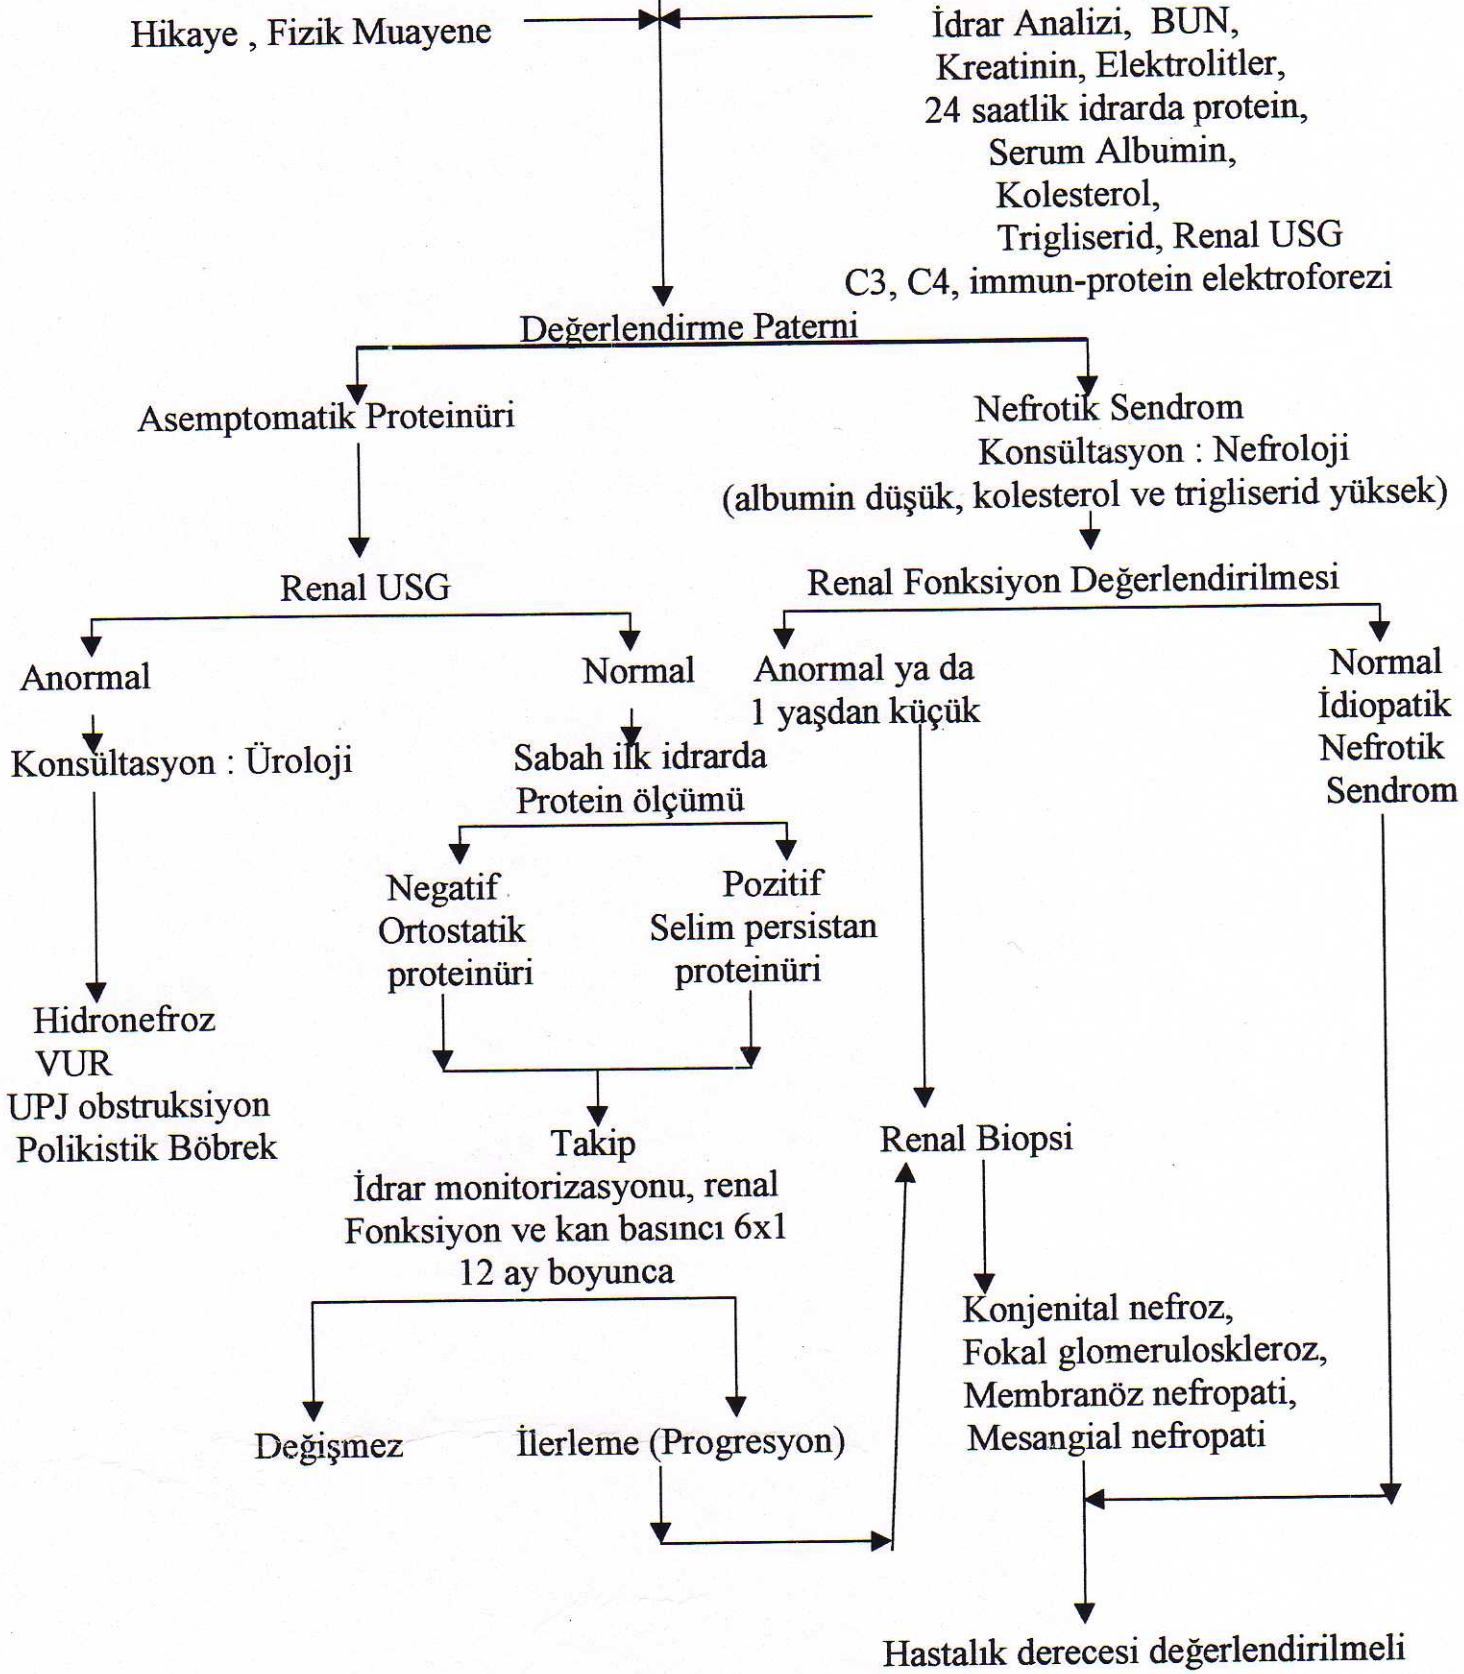 Hikaye , Fizik Muayene
İdrar Analizi, BUN,
Kreatinin, Elektrolitler,
24 saatlik idrarda protein,
Serum Albumin,
Kolesterol,
Trigliserid, Renal USG
C3, C4, immun-protein elektroforezi
Değerlendirme Paterni
Asemptomatik Proteinüri
Nefrotik Sendrom
Konsültasyon : Nefroloji
(albumin düşük, kolesterol ve trigliserid yüksek)
Renal USG
Renal Fonksiyon Değerlendirilmesi
Anormal
Normal
Anormal ya da
1 yaşdan küçük
Normal
İdiopatik
Nefrotik
Sendrom
Konsültasyon : Üroloji
Sabah ilk idrarda
Protein ölçümü
Negatif
Ortostatik
proteinüri
Pozitif
Selim persistan
proteinüri
Hidronefroz
VUR
UPJ obstruksiyon
Polikistik Böbrek
Takip
İdrar monitorizasyonu, renal
Fonksiyon ve kan basıncı 6x1
12 ay boyunca
Renal Biopsi
Konjenital nefroz,
Fokal glomeruloskleroz,
Membranöz nefropati,
Mesangial nefropati
Değişmez
İlerleme (Progresyon)
Hastalık derecesi değerlendirilmeli